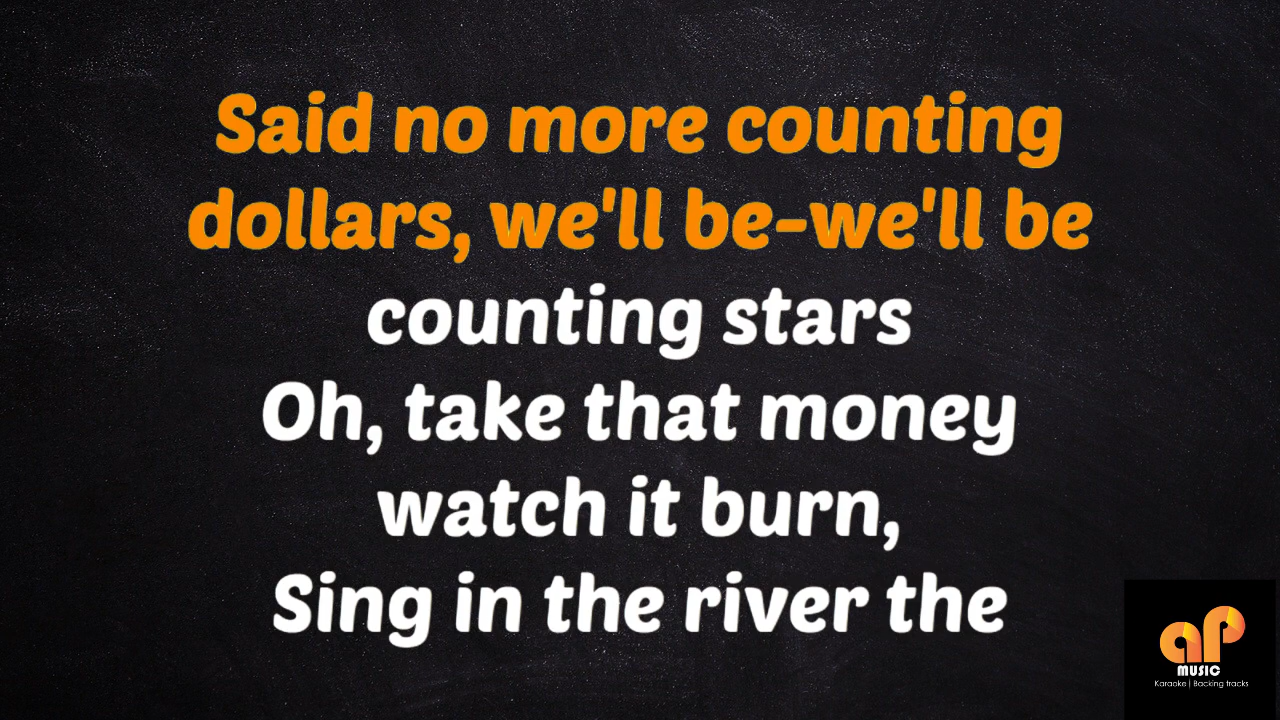 Said no more counting
dollars, we'll be-we'll be
counting stars
Oh, take that money
watch it burn,
Sing in the river the
ap
MUSIC
Karaoke | Backing tracks